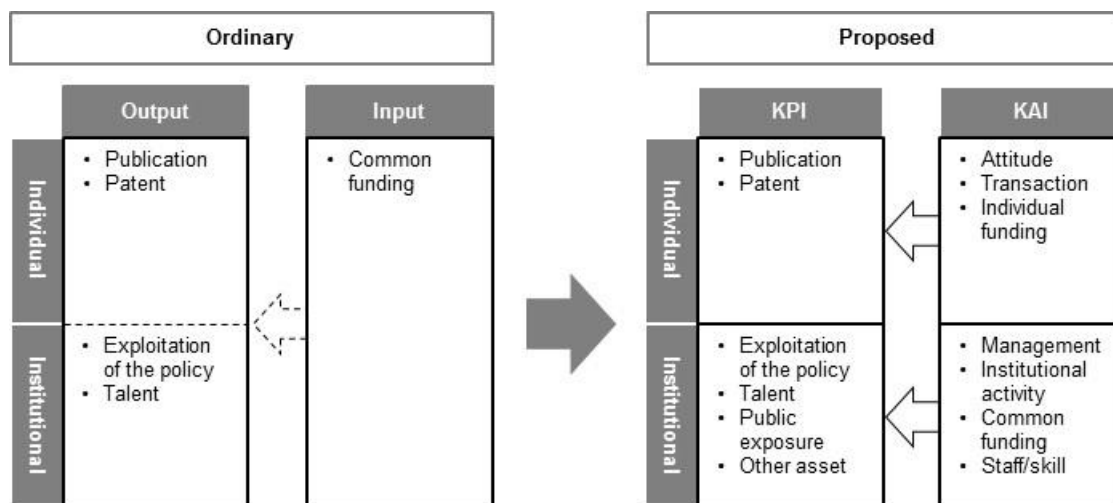 Ordinary
Proposed
Output
Input
KPI
KAI
Individual
• Publication
• Patent
• Common
funding
Individual
• Publication
• Patent
• Attitude
• Transaction
• Individual
funding
Institutional
• Exploitation
of the policy
• Talent
Institutional
• Exploitation
of the policy
• Talent
• Public
exposure
• Other asset
• Management
• Institutional
activity
• Common
funding
• Staff/skill